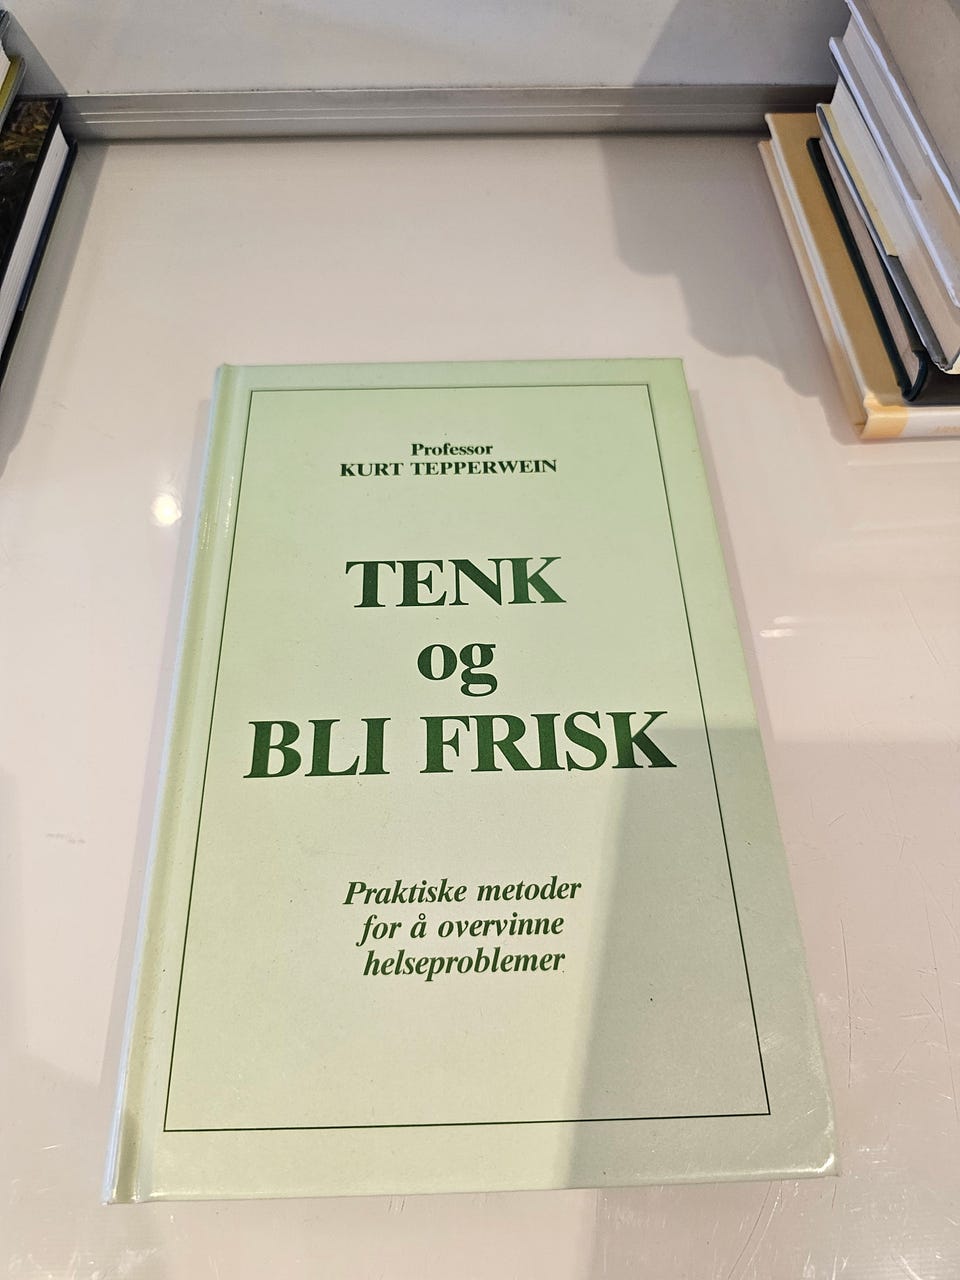 Professor
KURT TEPPERWEIN
TENK
og
BLI FRISK
Praktiske metoder
for å overvinne
helseproblemer